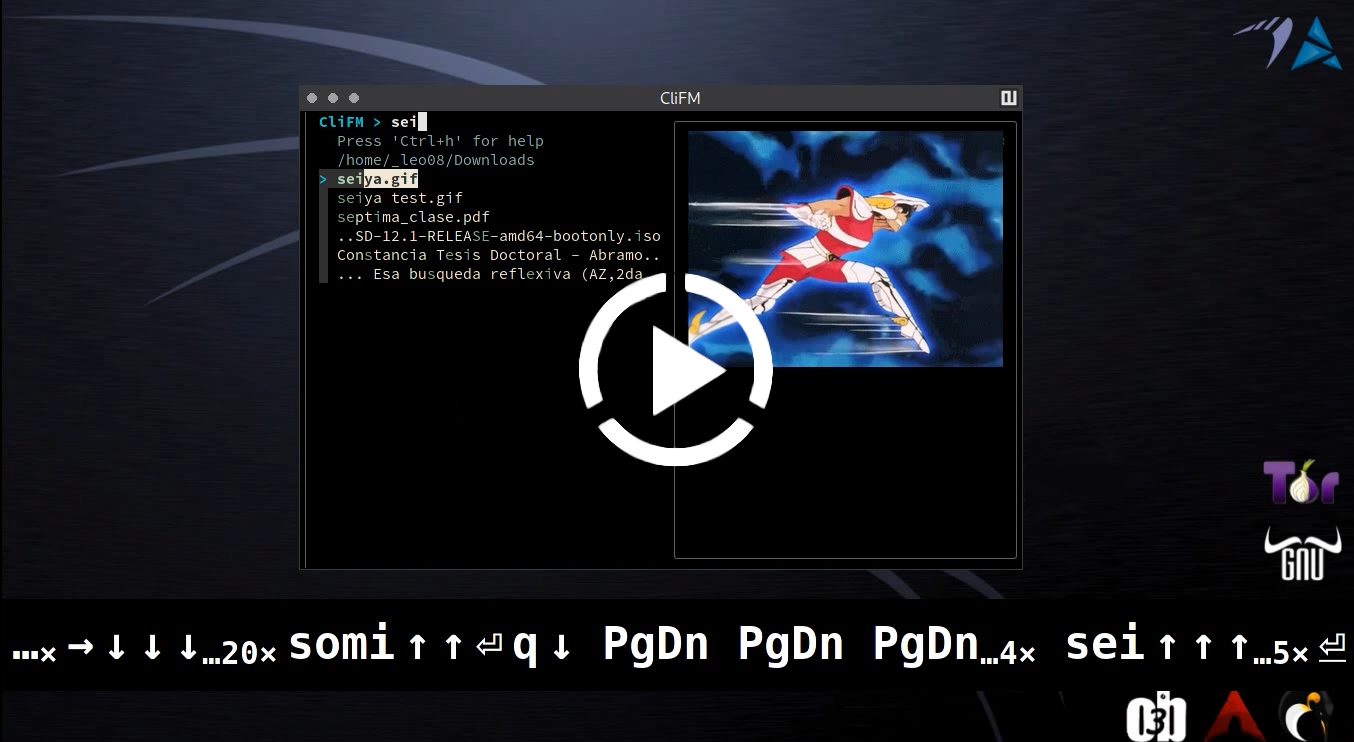 CliFM
CliFM > sei
Press 'Ctrl+h' for help
/home/_leo08/Downloads
> seiya.gif
seiya test.gif
septima_clase.pdf
..SD-12.1-RELEASE-amd64-bootonly.iso
Constancia Tesis Doctoral – Abramo..
... Esa busqueda reflexiva (AZ,2da
Tor
GNU
…× → ↓ ↓ ↓…20× somi ↑ ↑ ⏎ q ↓ PgDn PgDn PgDn…4× sei ↑ ↑ ↑…5× ⏎